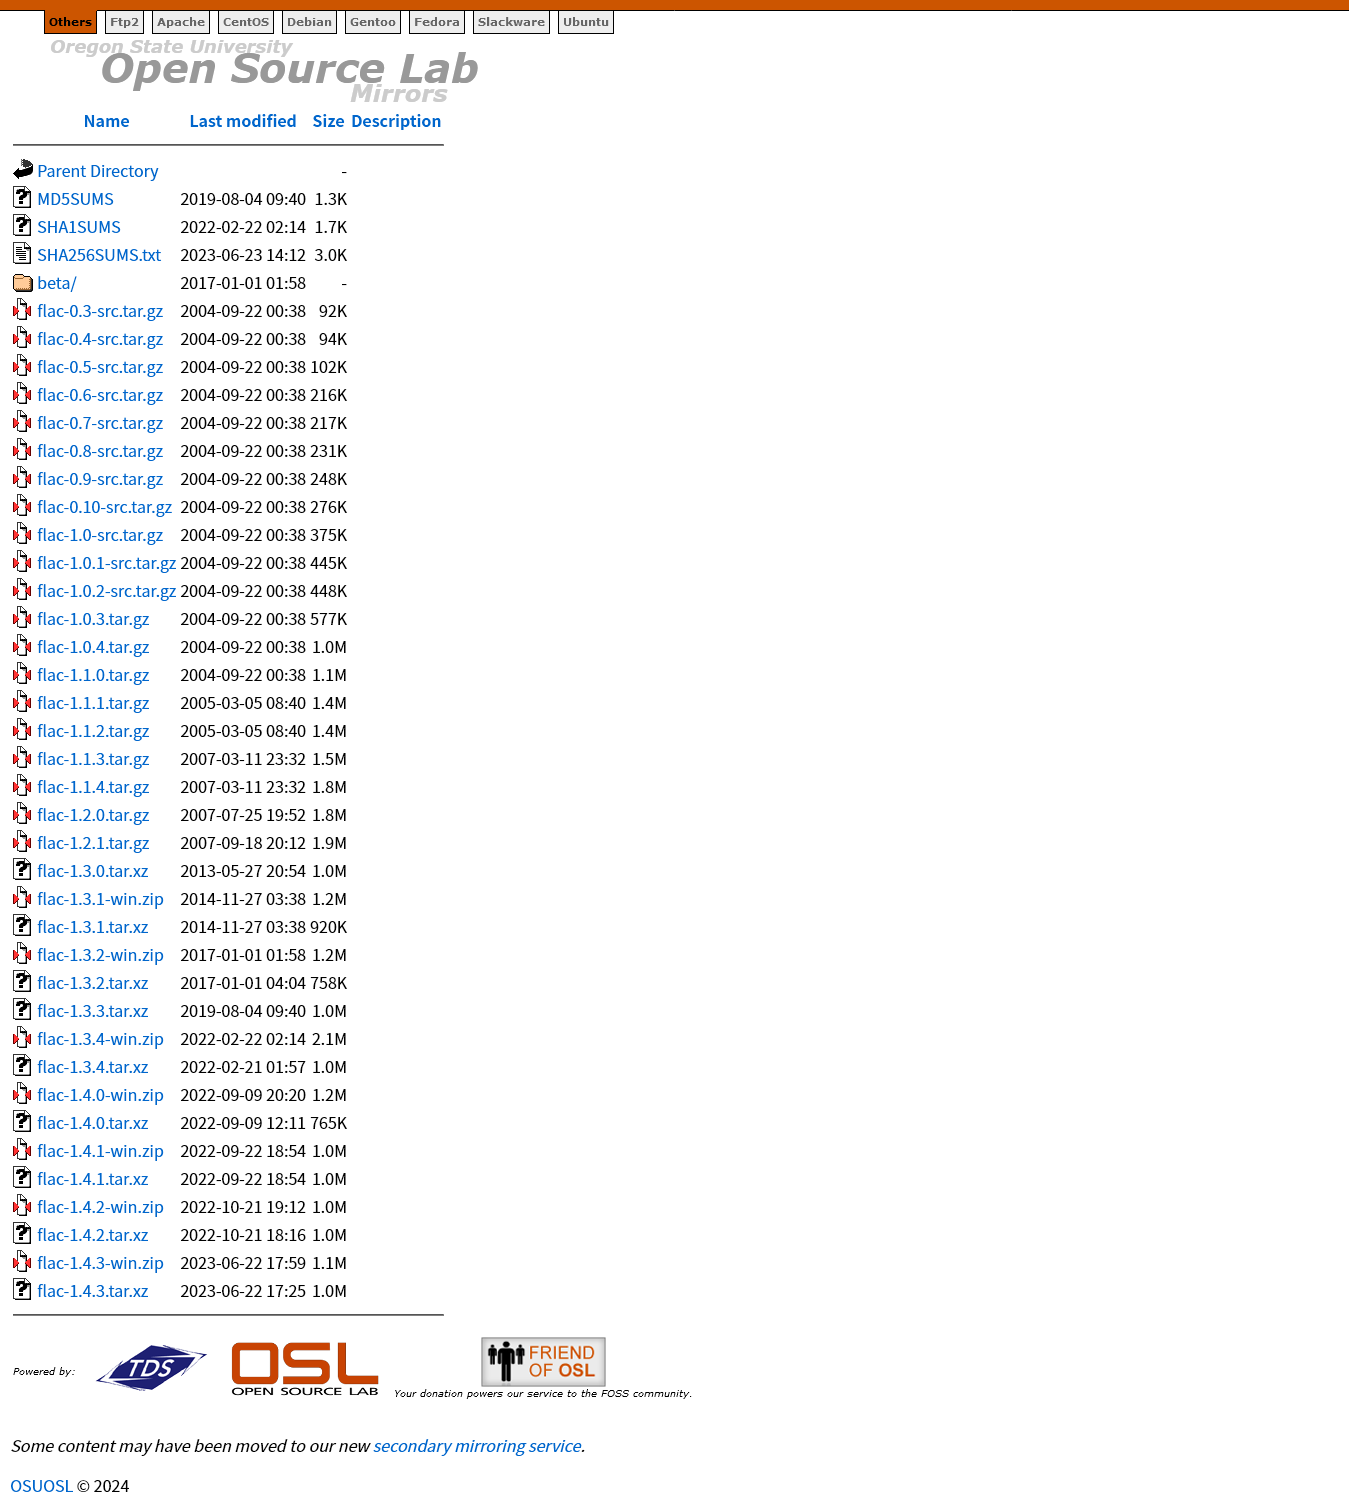 Others Ftp2 Apache CentOS Debian Gentoo Fedora Slackware Ubuntu
Oregon State University
Open Source Lab
Mirrors
Name Last modified Size Description
Parent Directory -
MD5SUMS 2019-08-04 09:40 1.3K
SHA1SUMS 2022-02-22 02:14 1.7K
SHA256SUMS.txt 2023-06-23 14:12 3.0K
beta/ 2017-01-01 01:58 -
flac-0.3-src.tar.gz 2004-09-22 00:38 92K
flac-0.4-src.tar.gz 2004-09-22 00:38 94K
flac-0.5-src.tar.gz 2004-09-22 00:38 102K
flac-0.6-src.tar.gz 2004-09-22 00:38 216K
flac-0.7-src.tar.gz 2004-09-22 00:38 217K
flac-0.8-src.tar.gz 2004-09-22 00:38 231K
flac-0.9-src.tar.gz 2004-09-22 00:38 248K
flac-0.10-src.tar.gz 2004-09-22 00:38 276K
flac-1.0-src.tar.gz 2004-09-22 00:38 375K
flac-1.0.1-src.tar.gz 2004-09-22 00:38 445K
flac-1.0.2-src.tar.gz 2004-09-22 00:38 448K
flac-1.0.3.tar.gz 2004-09-22 00:38 577K
flac-1.0.4.tar.gz 2004-09-22 00:38 1.0M
flac-1.1.0.tar.gz 2004-09-22 00:38 1.1M
flac-1.1.1.tar.gz 2005-03-05 08:40 1.4M
flac-1.1.2.tar.gz 2005-03-05 08:40 1.4M
flac-1.1.3.tar.gz 2007-03-11 23:32 1.5M
flac-1.1.4.tar.gz 2007-03-11 23:32 1.8M
flac-1.2.0.tar.gz 2007-07-25 19:52 1.8M
flac-1.2.1.tar.gz 2007-09-18 20:12 1.9M
flac-1.3.0.tar.xz 2013-05-27 20:54 1.0M
flac-1.3.1-win.zip 2014-11-27 03:38 1.2M
flac-1.3.1.tar.xz 2014-11-27 03:38 920K
flac-1.3.2-win.zip 2017-01-01 01:58 1.2M
flac-1.3.2.tar.xz 2017-01-01 04:04 758K
flac-1.3.3.tar.xz 2019-08-04 09:40 1.0M
flac-1.3.4-win.zip 2022-02-22 02:14 2.1M
flac-1.3.4.tar.xz 2022-02-21 01:57 1.0M
flac-1.4.0-win.zip 2022-09-09 20:20 1.2M
flac-1.4.0.tar.xz 2022-09-09 12:11 765K
flac-1.4.1-win.zip 2022-09-22 18:54 1.0M
flac-1.4.1.tar.xz 2022-09-22 18:54 1.0M
flac-1.4.2-win.zip 2022-10-21 19:12 1.0M
flac-1.4.2.tar.xz 2022-10-21 18:16 1.0M
flac-1.4.3-win.zip 2023-06-22 17:59 1.1M
flac-1.4.3.tar.xz 2023-06-22 17:25 1.0M
Powered by:
TDS
OSL
OPEN SOURCE LAB
FRIEND
OF OSL
Your donation powers our service to the FOSS community.
Some content may have been moved to our new secondary mirroring service.
OSUOSL © 2024